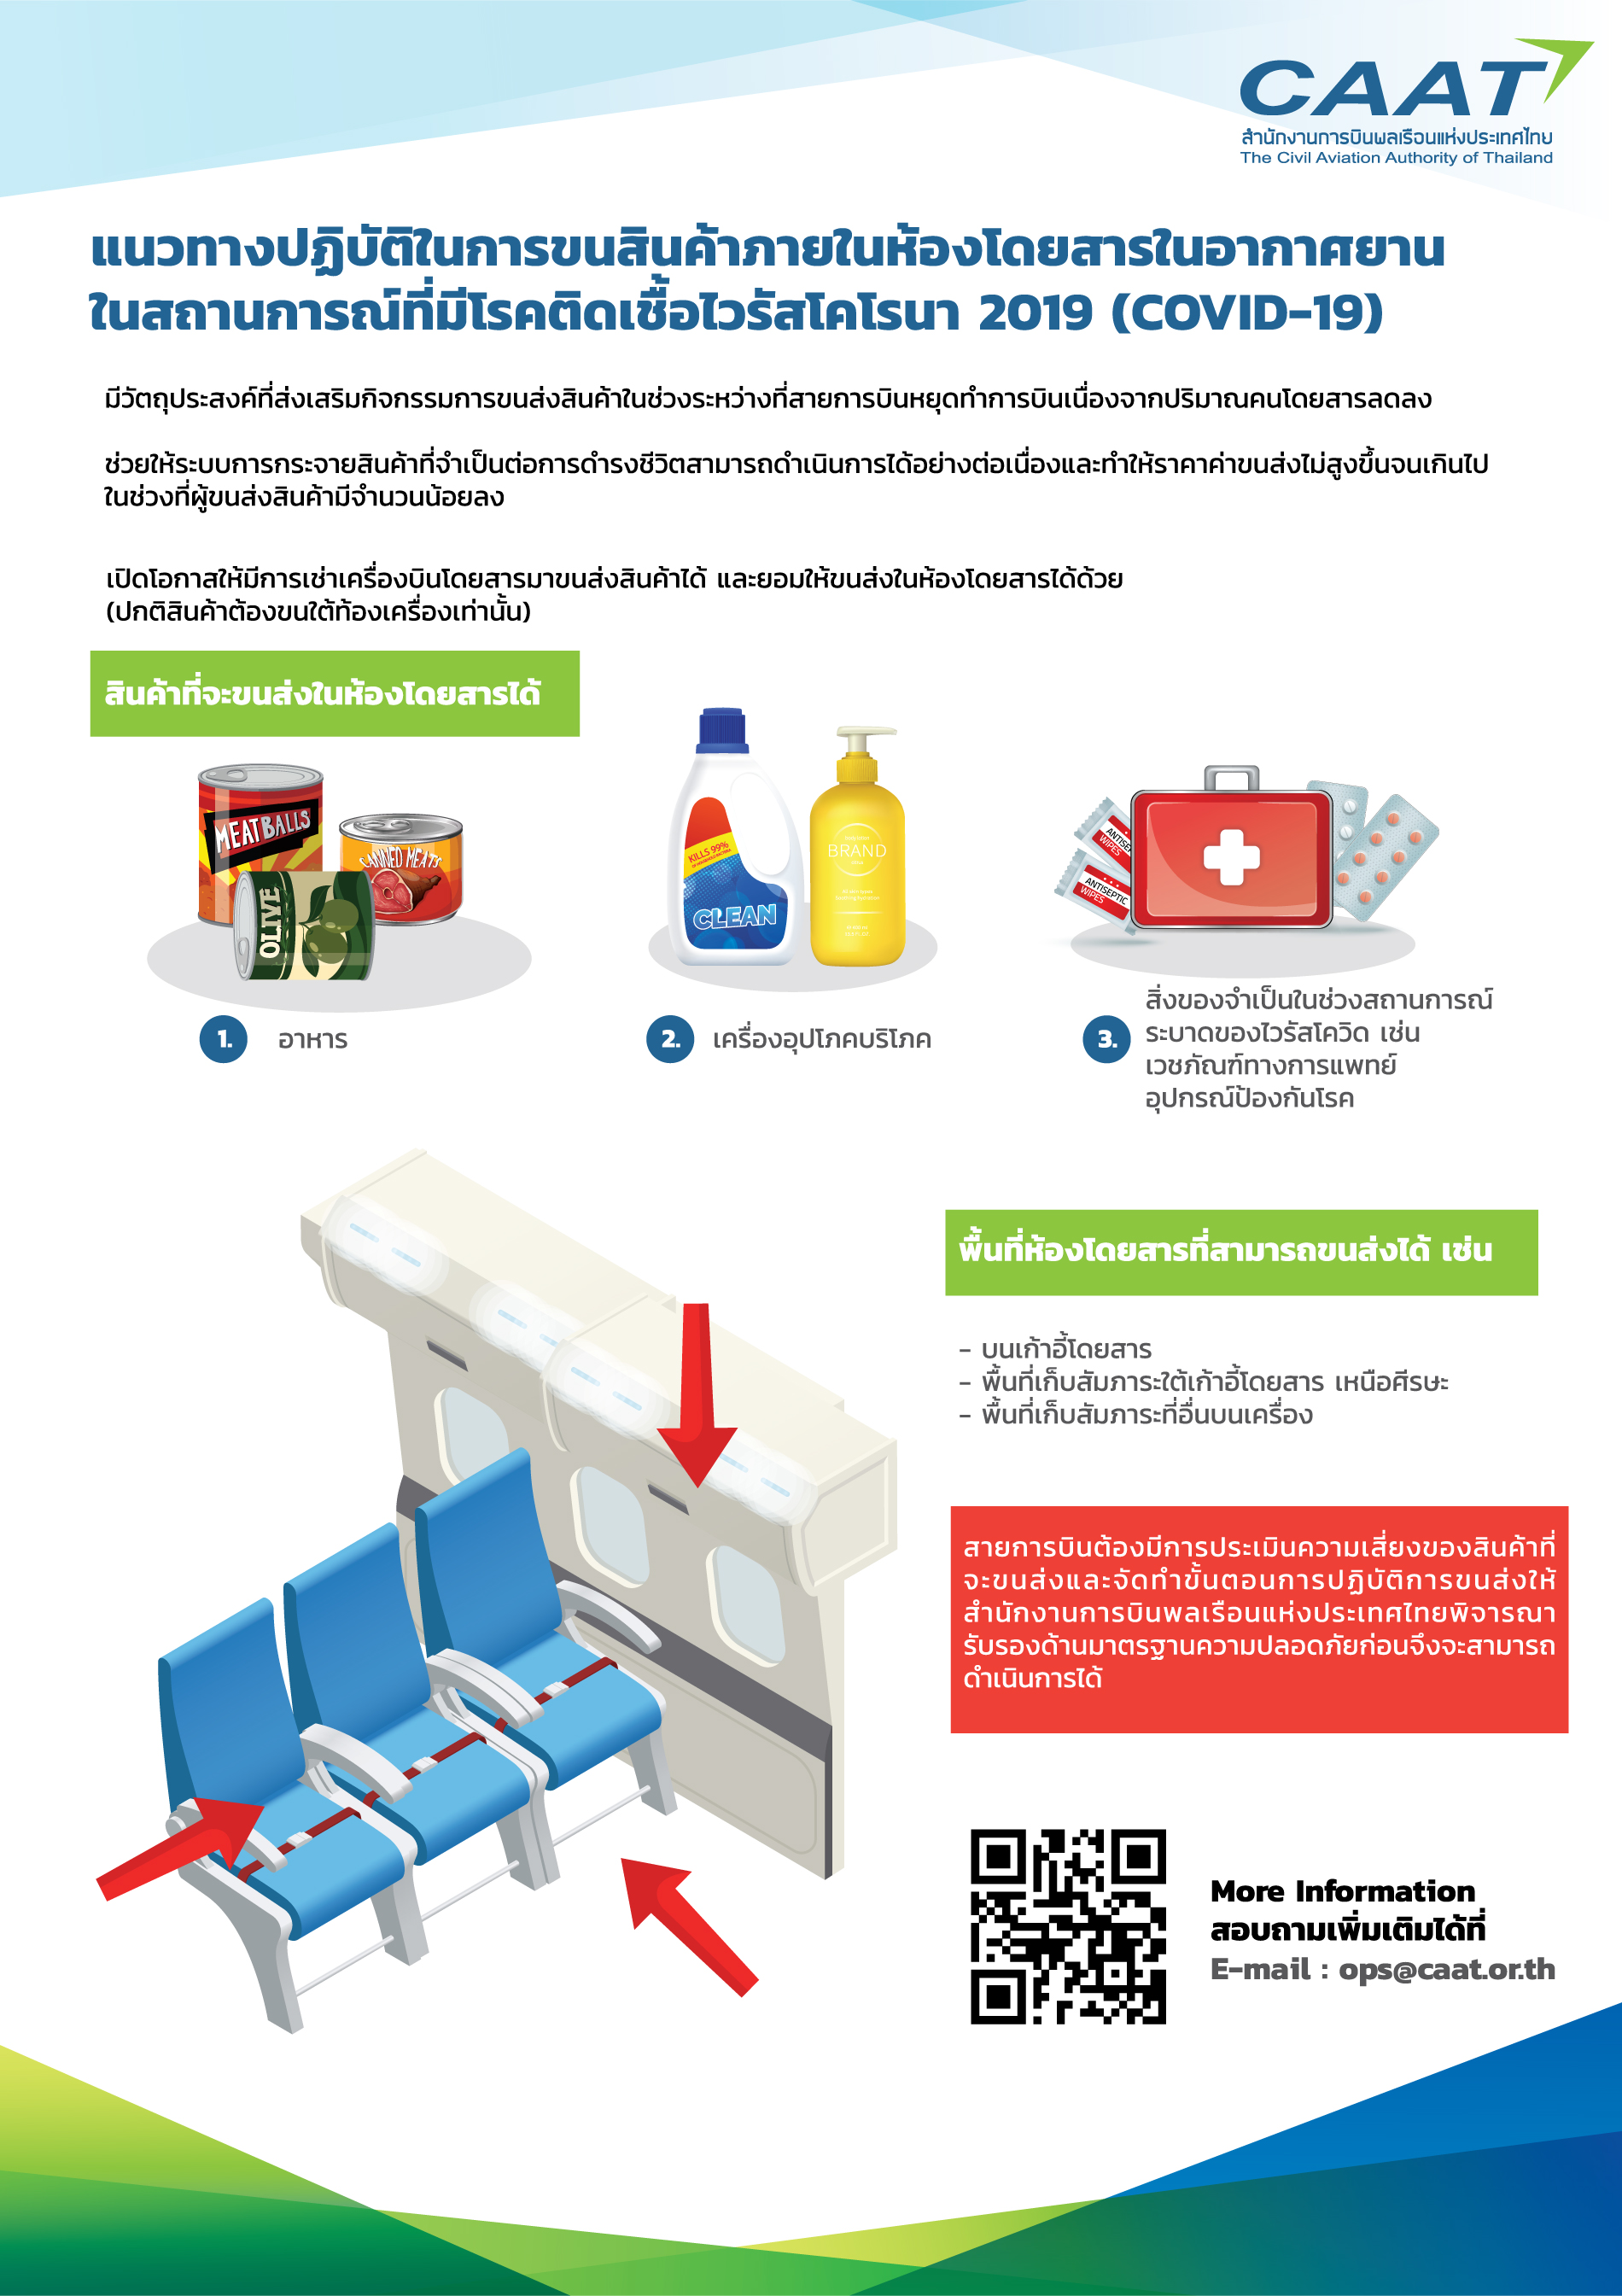 CAAT
สำนักงานการบินพลเรือนแห่งประเทศไทย
The Civil Aviation Authority of Thailand
แนวทางปฏิบัติในการขนสินค้าภายในห้องโดยสารในอากาศยาน
ในสถานการณ์ที่มีโรคติดเชื้อไวรัสโคโรนา 2019 (COVID-19)
มีวัตถุประสงค์ที่ส่งเสริมกิจกรรมการขนส่งสินค้าในช่วงระหว่างที่สายการบินหยุดทำการบินเนื่องจากปริมาณคนโดยสารลดลง
ช่วยให้ระบบการกระจายสินค้าที่จำเป็นต่อการดำรงชีวิตสามารถดำเนินการได้อย่างต่อเนื่องและทำให้ราคาค่าขนส่งไม่สูงขึ้นจนเกินไป
ในช่วงที่ผู้ขนส่งสินค้ามีจำนวนน้อยลง
เปิดโอกาสให้มีการเช่าเครื่องบินโดยสารมาขนส่งสินค้าได้ และยอมให้ขนส่งในห้องโดยสารได้ด้วย
(ปกติสินค้าต้องขนใต้ท้องเครื่องเท่านั้น)
สินค้าที่จะขนส่งในห้องโดยสารได้
MEATBALLS
CANNED MEATS
OLIVE
KILLS 99%
CLEAN
BRAND
ANTISEPTIC
WIPES
ANTISEPTIC
WIPES
1. อาหาร
2. เครื่องอุปโภคบริโภค
3. สิ่งของจำเป็นในช่วงสถานการณ์
ระบาดของไวรัสโควิด เช่น
เวชภัณฑ์ทางการแพทย์
อุปกรณ์ป้องกันโรค
พื้นที่ห้องโดยสารที่สามารถขนส่งได้ เช่น
- บนเก้าอี้โดยสาร
- พื้นที่เก็บสัมภาระใต้เก้าอี้โดยสาร เหนือศีรษะ
- พื้นที่เก็บสัมภาระที่อื่นบนเครื่อง
สายการบินต้องมีการประเมินความเสี่ยงของสินค้าที่
จะขนส่งและจัดทำขั้นตอนการปฏิบัติการขนส่งให้
สำนักงานการบินพลเรือนแห่งประเทศไทยพิจารณา
รับรองด้านมาตรฐานความปลอดภัยก่อนจึงจะสามารถ
ดำเนินการได้
More Information
สอบถามเพิ่มเติมได้ที่
E-mail : ops@caat.or.th